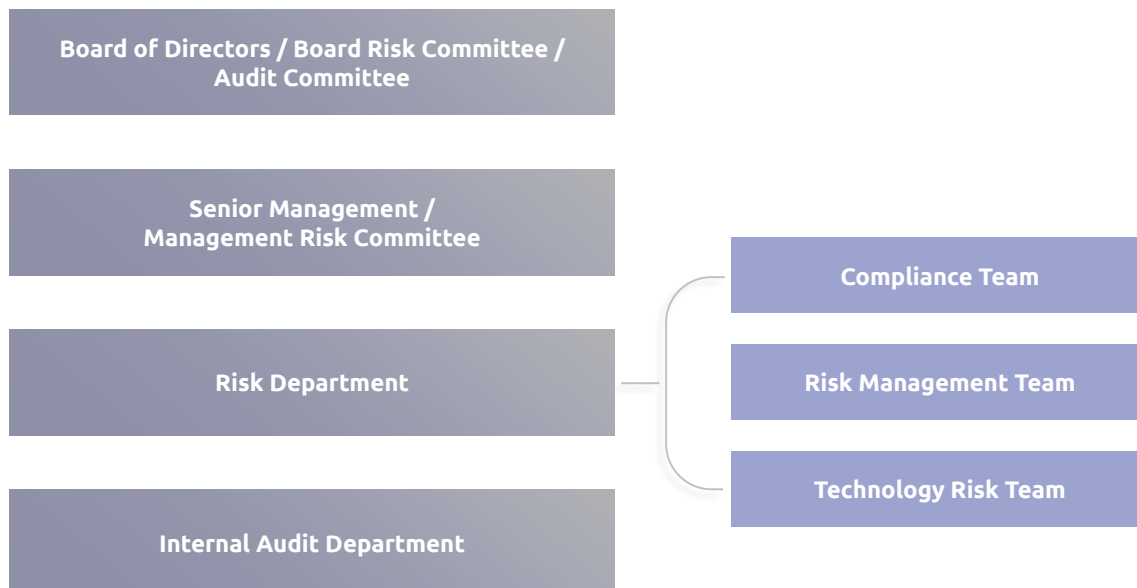 Board of Directors / Board Risk Committee /
Audit Committee
Senior Management /
Management Risk Committee
Risk Department
Internal Audit Department
Compliance Team
Risk Management Team
Technology Risk Team